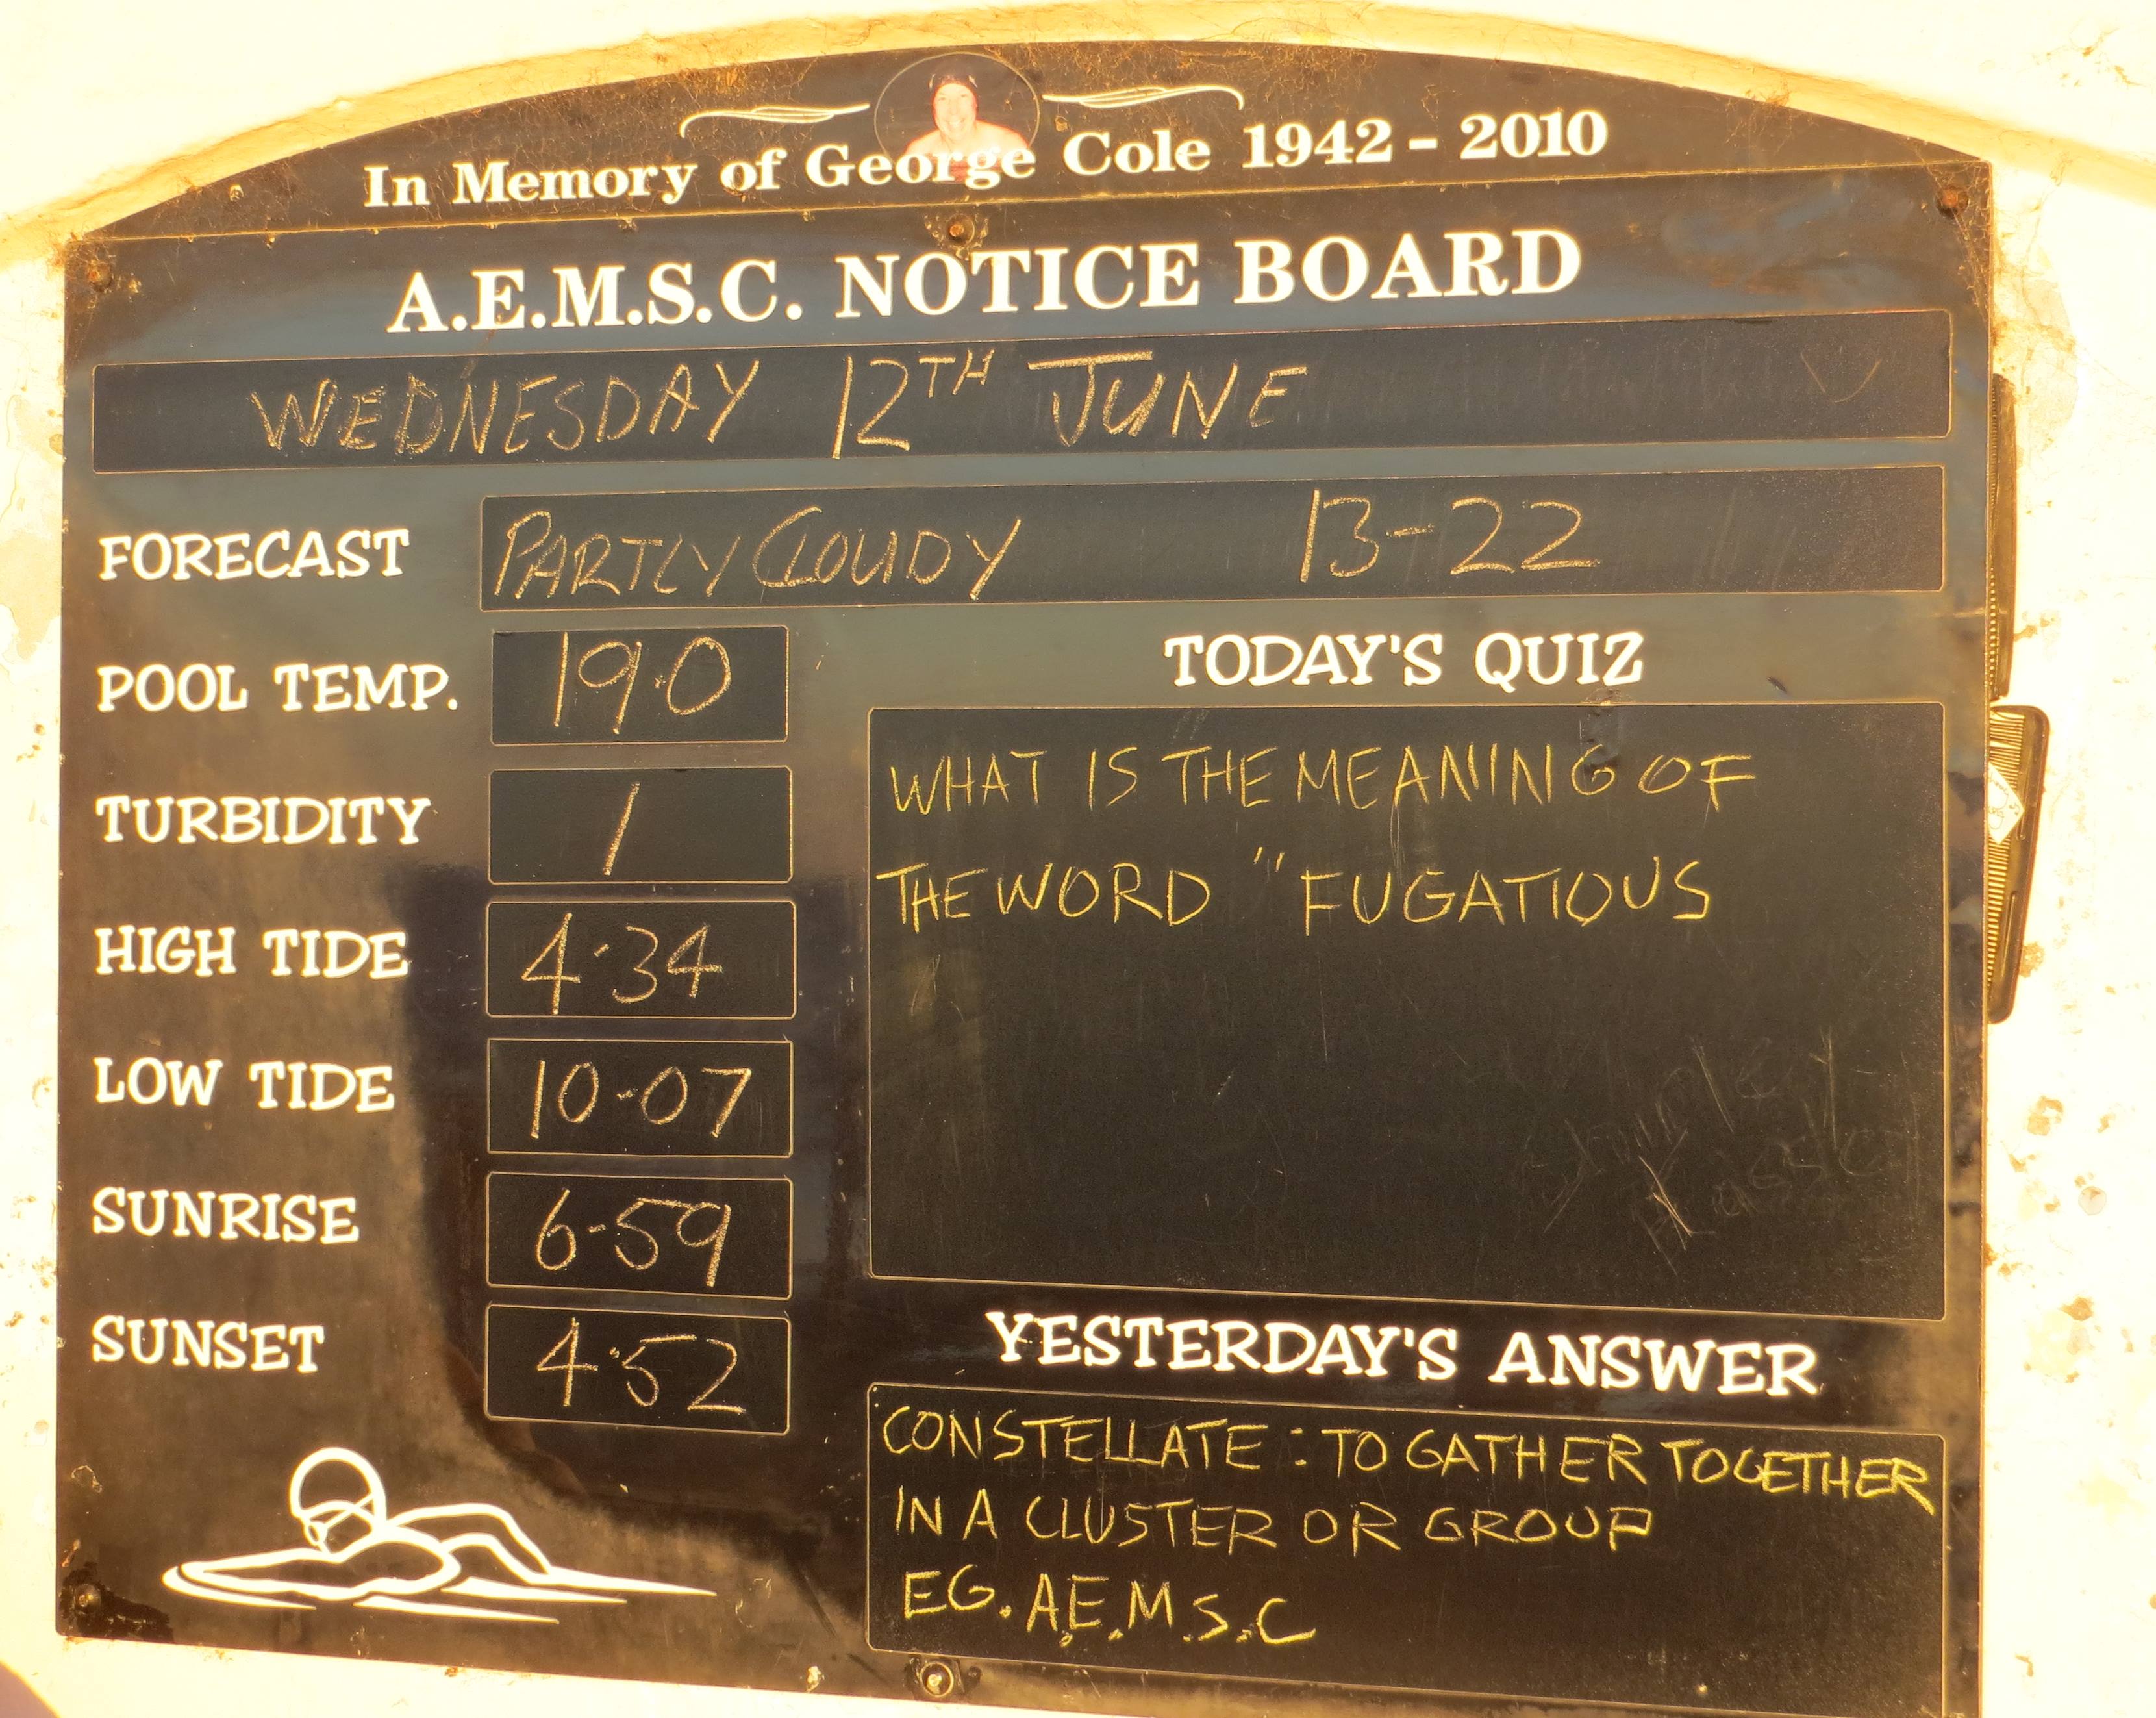 In Memory of George Cole 1942 - 2010
A.E.M.S.C. NOTICE BOARD
WEDNESDAY 12TH JUNE
FORECAST PARTLY CLOUDY 13-22
POOL TEMP. 19.0
TURBIDITY 1
HIGH TIDE 4.34
LOW TIDE 10-07
SUNRISE 6-59
SUNSET 4.52
TODAY'S QUIZ
WHAT IS THE MEANING OF
THE WORD "FUGATIOUS
YESTERDAY'S ANSWER
CONSTELLATE : TO GATHER TOGETHER
IN A CLUSTER OR GROUP
EG. A.E.M.S.C